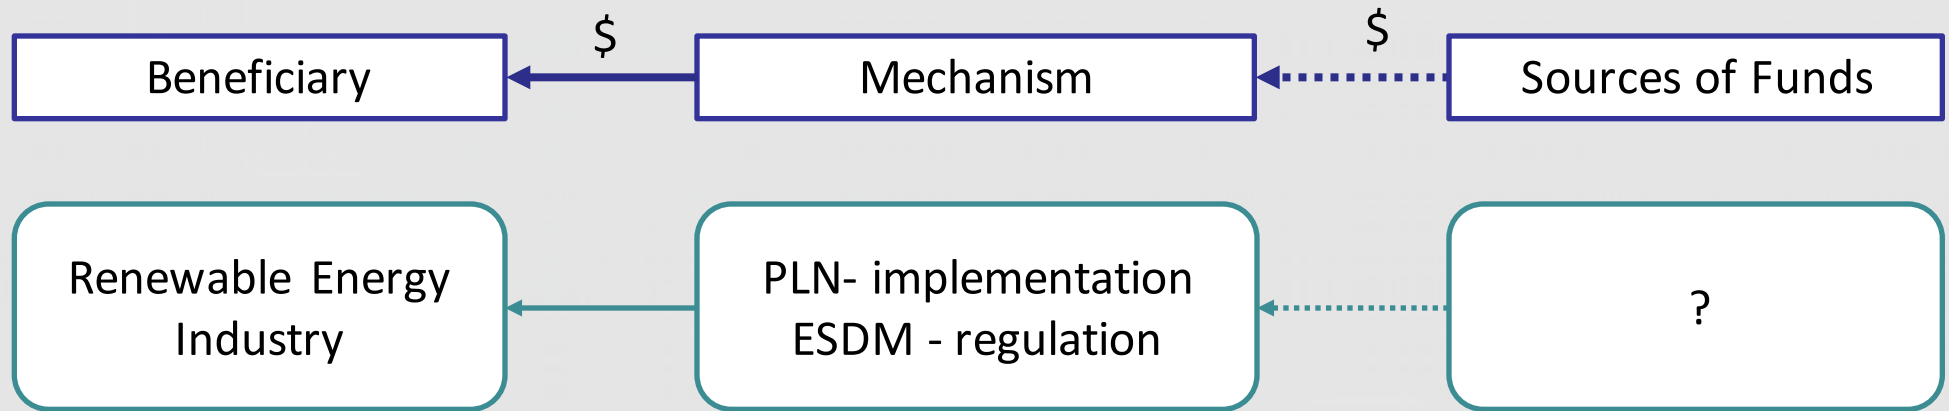 $
$
Beneficiary
Mechanism
Sources of Funds
Renewable Energy
Industry
PLN- implementation
ESDM - regulation
?